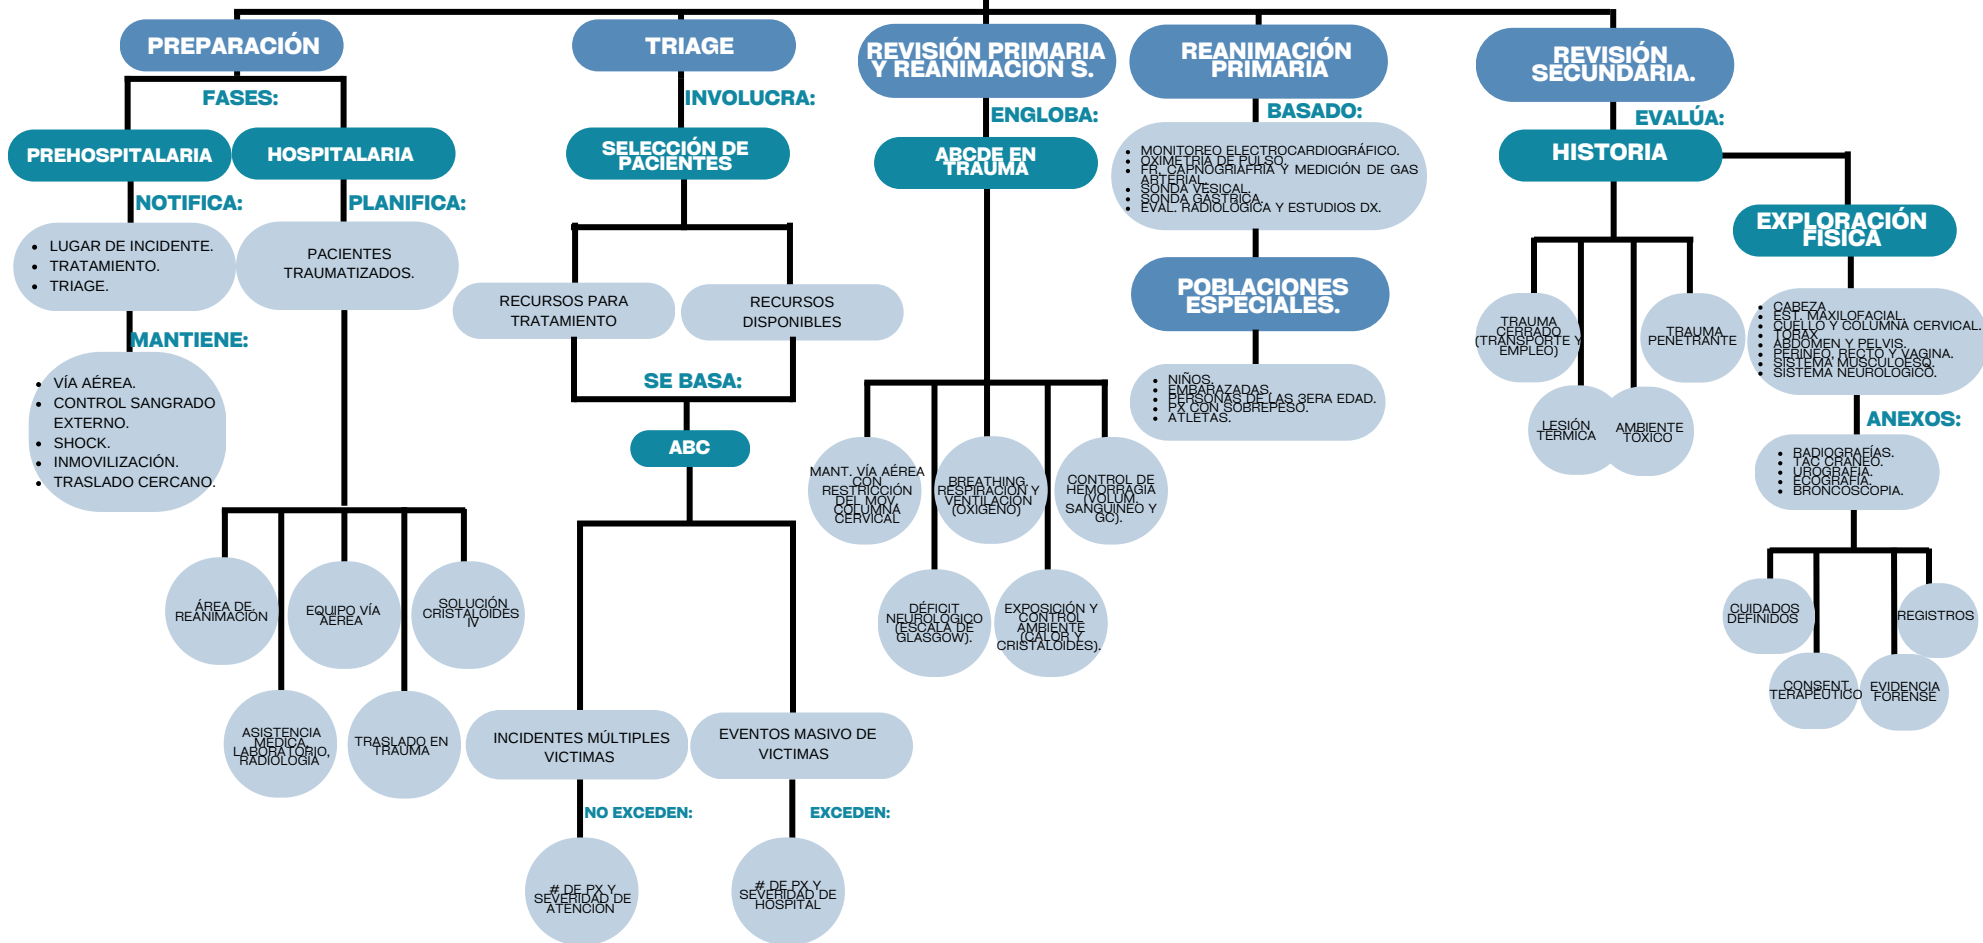 PREPARACIÓN
FASES:
PREHOSPITALARIA
HOSPITALARIA
NOTIFICA:
PLANIFICA:
LUGAR DE INCIDENTE.
TRATAMIENTO.
TRIAGE.
PACIENTES
TRAUMATIZADOS.
MANTIENE:
VÍA AÉREA.
CONTROL SANGRADO
EXTERNO.
SHOCK.
INMOVILIZACIÓN.
TRASLADO CERCANO.
ÁREA DE
REANIMACIÓN
EQUIPO VÍA
AÉREA
SOLUCIÓN
CRISTALOIDES
IV
ASISTENCIA
MÉDICA,
LABORATORIO,
RADIOLOGÍA
TRASLADO EN
TRAUMA
TRIAGE
INVOLUCRA:
SELECCIÓN DE
PACIENTES
RECURSOS PARA
TRATAMIENTO
RECURSOS
DISPONIBLES
SE BASA:
ABC
INCIDENTES MÚLTIPLES
VICTIMAS
EVENTOS MASIVO DE
VICTIMAS
NO EXCEDEN:
EXCEDEN:
# DE PX Y
SEVERIDAD DE
ATENCIÓN
# DE PX Y
SEVERIDAD DE
HOSPITAL
REVISIÓN PRIMARIA
Y REANIMACIÓN S.
ENGLOBA:
ABCDE EN
TRAUMA
MANT. VÍA AÉREA
CON
RESTRICCIÓN
DEL MOV.
COLUMNA
CERVICAL
BREATHING.
RESPIRACIÓN Y
VENTILACIÓN
(OXIGENO)
CONTROL DE
HEMORRAGIA
(VOLUM.
SANGUÍNEO Y
GC).
DÉFICIT
NEUROLÓGICO
(ESCALA DE
GLASGOW).
EXPOSICIÓN Y
CONTROL
AMBIENTE
(CALOR Y
CRISTALOIDES).
REANIMACIÓN
PRIMARIA
BASADO:
MONITOREO ELECTROCARDIOGRÁFICO.
OXIMETRÍA DE PULSO.
FR, CAPNOGRIAFRÍA Y MEDICIÓN DE GAS
ARTERIAL.
SONDA VESICAL.
SONDA GÁSTRICA.
EVAL. RADIOLÓGICA Y ESTUDIOS DX.
POBLACIONES
ESPECIALES.
NIÑOS.
EMBARAZADAS.
PERSONAS DE LAS 3ERA EDAD.
PX CON SOBREPESO.
ATLETAS.
REVISIÓN
SECUNDARIA.
EVALÚA:
HISTORIA
TRAUMA
CERRADO
(TRANSPORTE Y
EMPLEO)
LESIÓN
TÉRMICA
AMBIENTE
TÓXICO
TRAUMA
PENETRANTE
EXPLORACIÓN
FÍSICA
CABEZA
EST. MAXILOFACIAL.
CUELLO Y COLUMNA CERVICAL.
TÓRAX
ABDOMEN Y PELVIS.
PERINEO, RECTO Y VAGINA.
SISTEMA MUSCULOESQ.
SISTEMA NEUROLÓGICO.
ANEXOS:
RADIOGRAFÍAS.
TAC CRÁNEO.
UROGRAFÍA.
ECOGRAFÍA.
BRONCOSCOPIA.
CUIDADOS
DEFINIDOS
REGISTROS
CONSENT.
TERAPEUTICO
EVIDENCIA
FORENSE